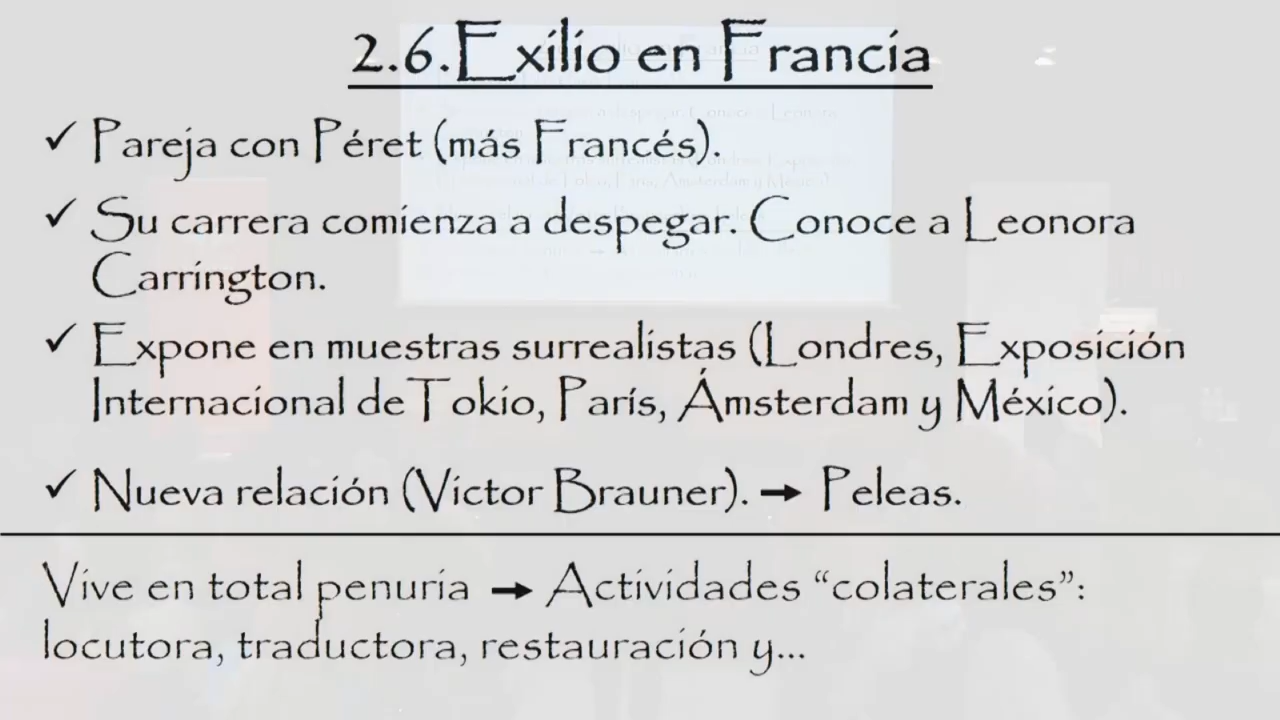 2.6. Exilio en Francia
✓ Pareja con Péret (más Francés).
✓ Su carrera comienza a despegar. Conoce a Leonora
Carrington.
✓ Expone en muestras surrealistas (Londres, Exposición
Internacional de Tokio, París, Ámsterdam y México).
✓ Nueva relación (Victor Brauner). → Peleas.
Vive en total penuria → Actividades “colaterales”:
locutora, traductora, restauración y...